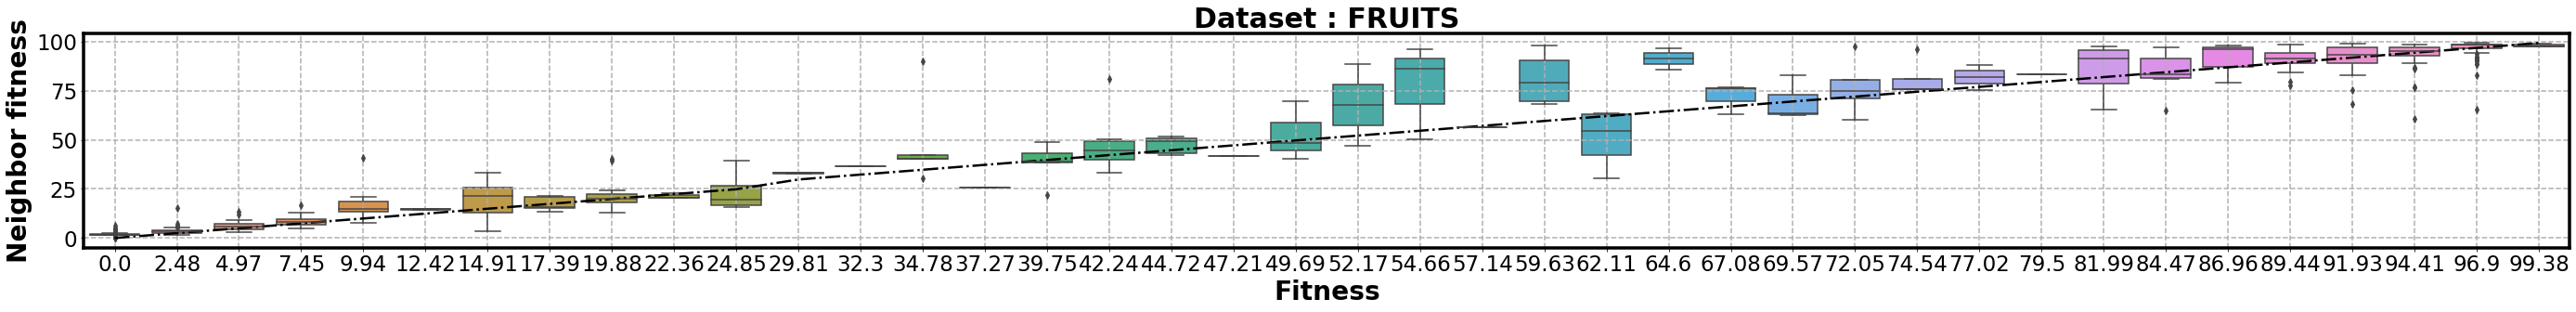 Dataset : FRUITS
Neighbor fitness
100
75
50
25
0
0.0 2.48 4.97 7.45 9.94 12.42 14.91 17.39 19.88 22.36 24.85 29.81 32.3 34.78 37.27 39.75 42.24 44.72 47.21 49.69 52.17 54.66 57.14 59.63 62.11 64.6 67.08 69.57 72.05 74.54 77.02 79.5 81.99 84.47 86.96 89.44 91.93 94.41 96.9 99.38
Fitness